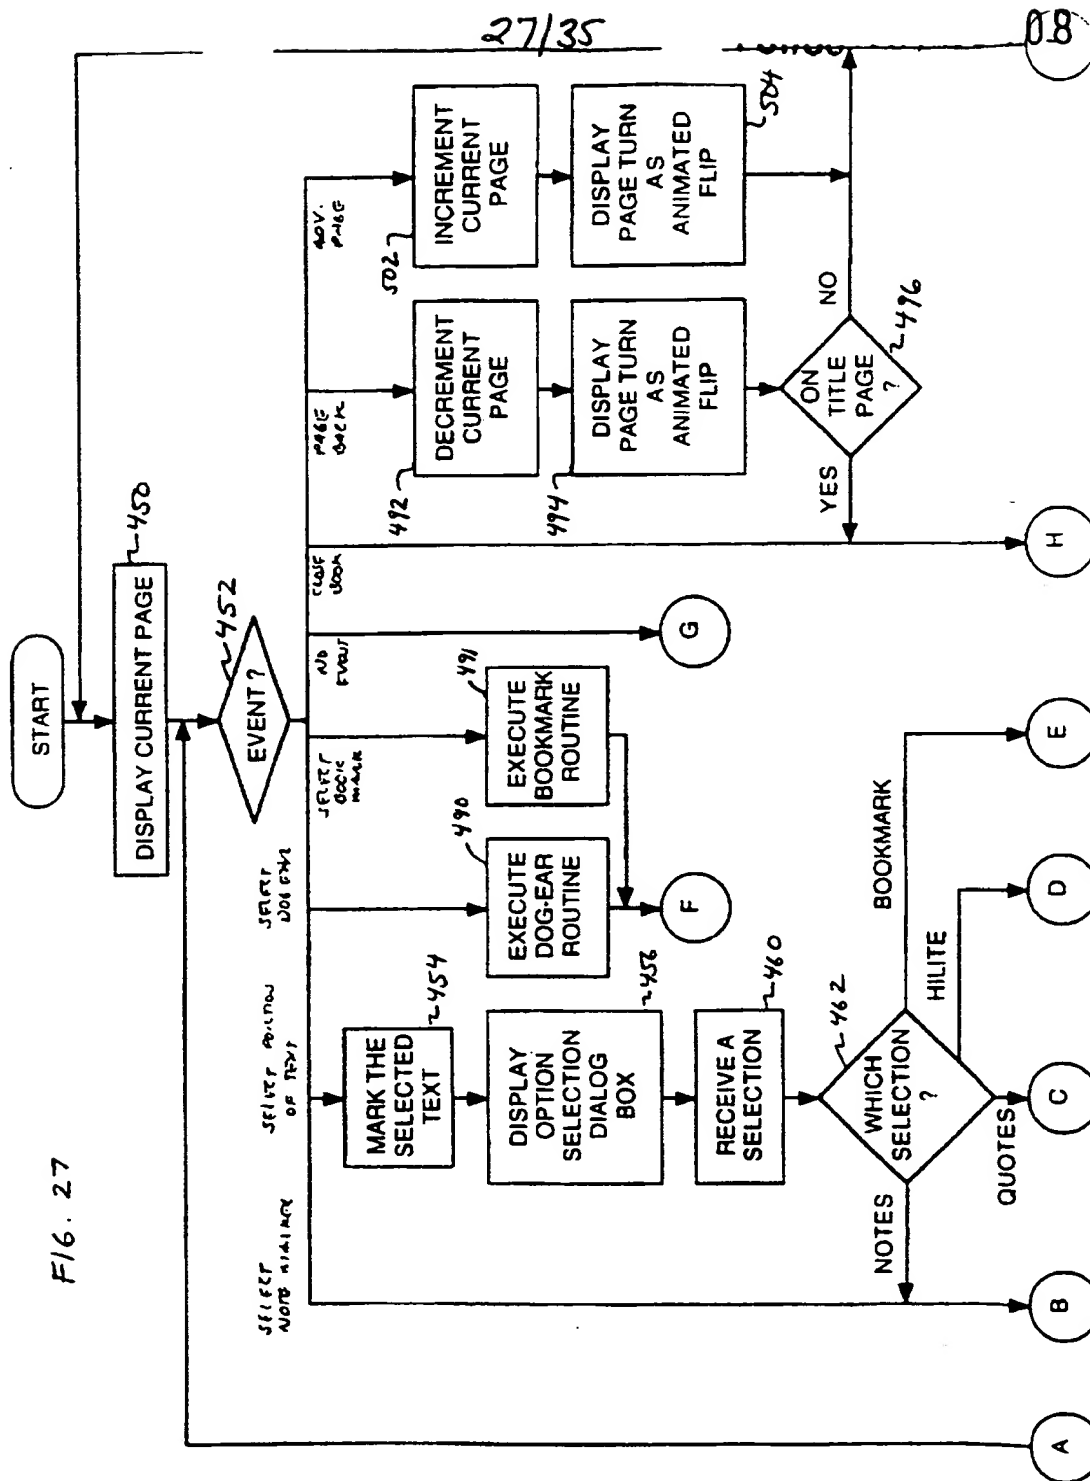 27/35
08
FIG. 27
START
DISPLAY CURRENT PAGE
450
EVENT?
452
SELECT
NOTE
SELECT PORTION
OF TEXT
SELECT
DOG EAR
SELECT
BOOK
MARK
NO
EVENT
CLOSE
BOOK
PAGE
BACK
ADV.
PAGE
MARK THE
SELECTED
TEXT
454
DISPLAY
OPTION
SELECTION
DIALOG
BOX
456
RECEIVE A
SELECTION
460
WHICH
SELECTION
?
462
NOTES
QUOTES
HILITE
BOOKMARK
EXECUTE
DOG-EAR
ROUTINE
490
EXECUTE
BOOKMARK
ROUTINE
491
F
G
DECREMENT
CURRENT
PAGE
492
DISPLAY
PAGE TURN
AS
ANIMATED
FLIP
494
ON
TITLE
PAGE
?
496
YES
NO
INCREMENT
CURRENT
PAGE
502
DISPLAY
PAGE TURN
AS
ANIMATED
FLIP
504
A
B
C
D
E
H